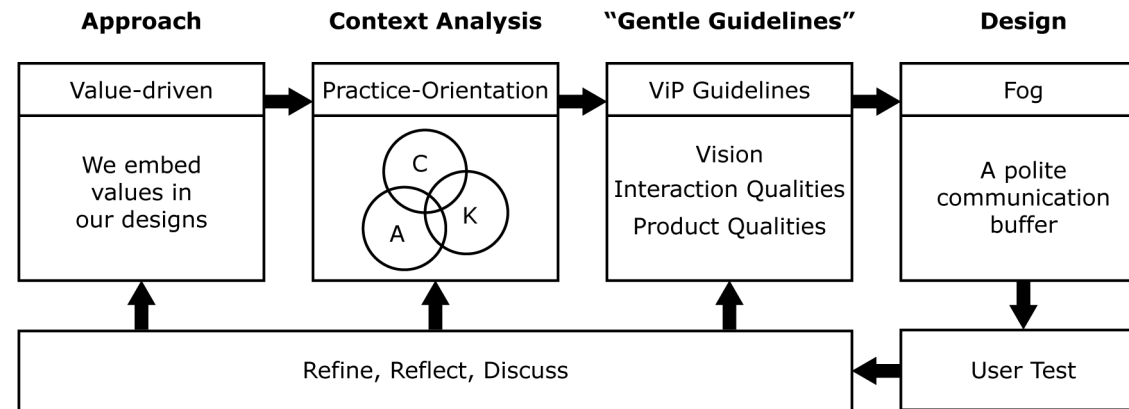 Approach
Context Analysis
“Gentle Guidelines”
Design
Value-driven
Practice-Orientation
ViP Guidelines
Fog
We embed
values in
our designs
C
K
A
Vision
Interaction Qualities
Product Qualities
A polite
communication
buffer
Refine, Reflect, Discuss
User Test